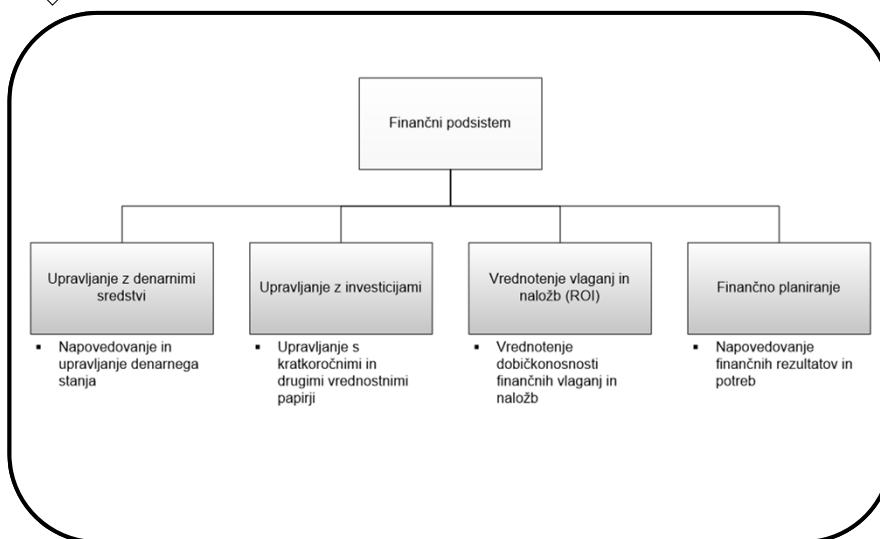 Finančni podsistem
Upravljanje z denarnimi
sredstvi
▪ Napovedovanje in
upravljanje denarnega
stanja
Upravljanje z investicijami
▪ Upravljanje s
kratkoročnimi in
drugimi vrednostnimi
papirji
Vrednotenje vlaganj in
naložb (ROI)
▪ Vrednotenje
dobičkonosnosti
finančnih vlaganj in
naložb
Finančno planiranje
▪ Napovedovanje
finančnih rezultatov in
potreb